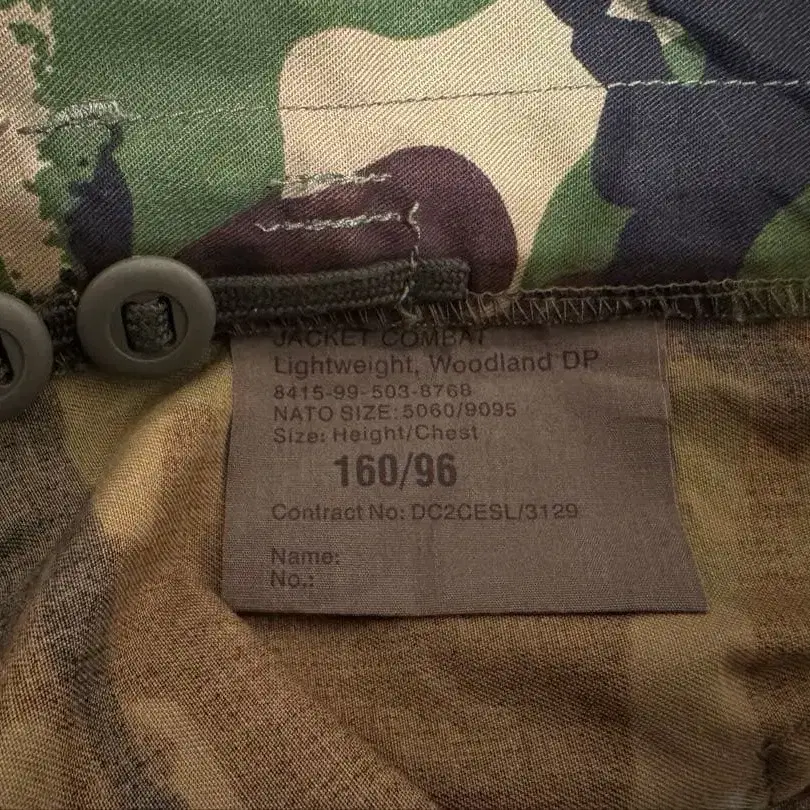 JACKET COMBAT
Lightweight, Woodland DP
8415-99-503-8768
NATO SIZE: 5060/9095
Size: Height/Chest
160/96
Contract No: DC2CESL/3129
Name:
No.: